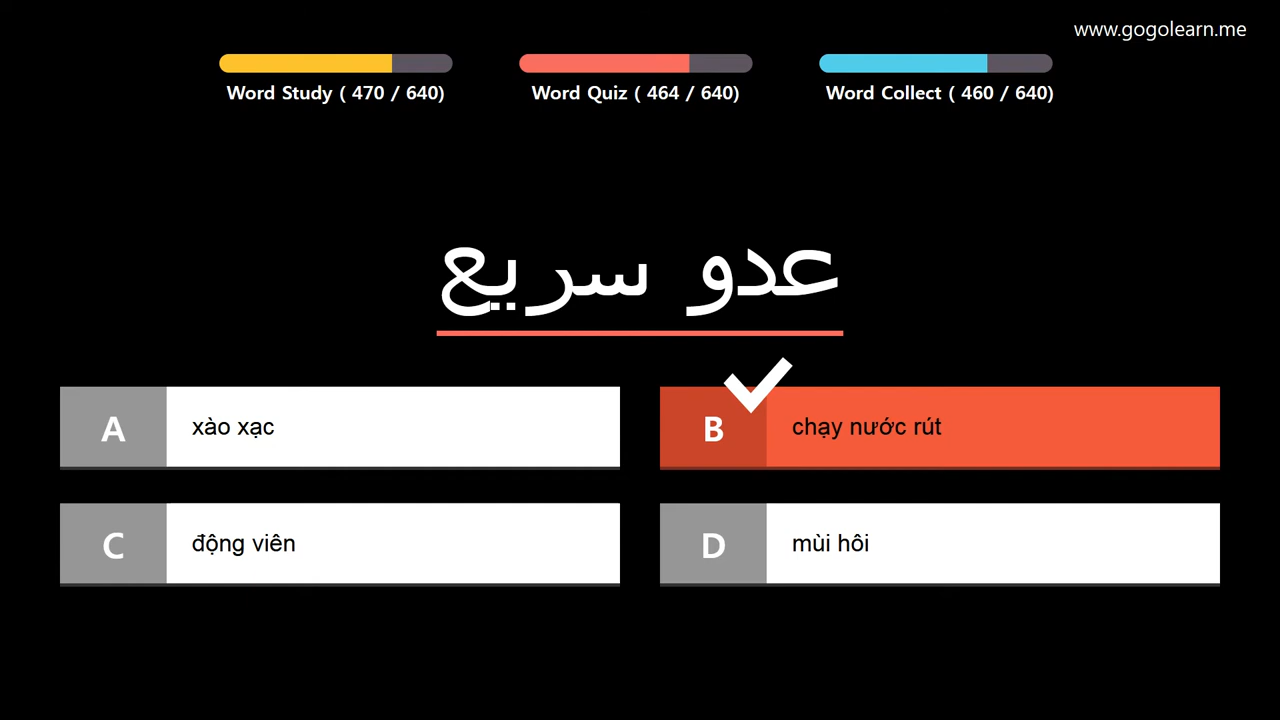 www.gogolearn.me
Word Study ( 470 / 640)
Word Quiz ( 464 / 640)
Word Collect ( 460 / 640)
عدو سريع
A
xào xạc
B
chạy nước rút
C
động viên
D
mùi hôi